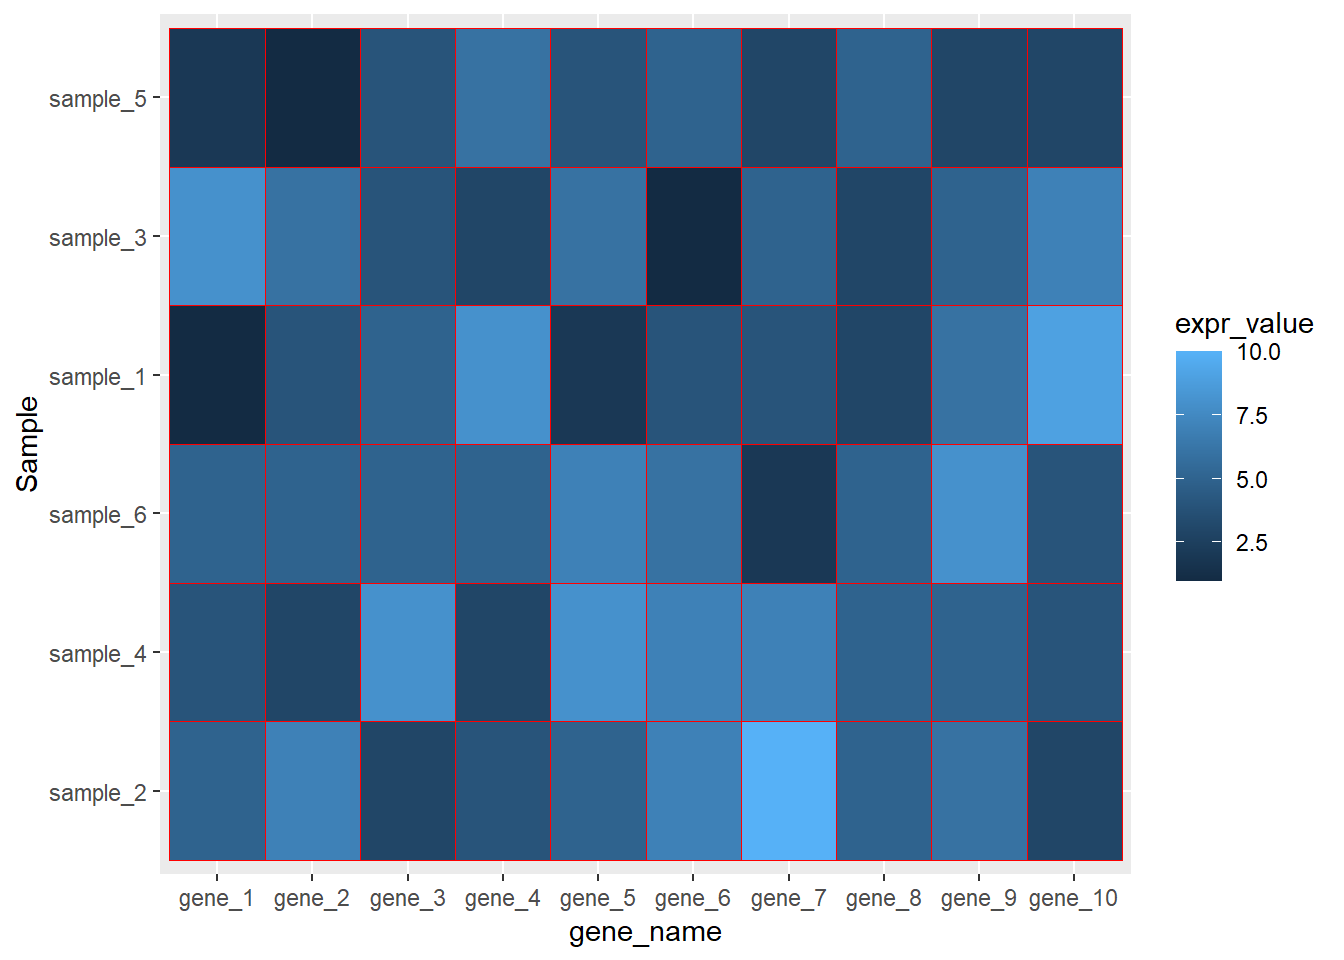 Sample
sample_5
sample_3
sample_1
sample_6
sample_4
sample_2
gene_1 gene_2 gene_3 gene_4 gene_5 gene_6 gene_7 gene_8 gene_9 gene_10
gene_name
expr_value
10.0
7.5
5.0
2.5